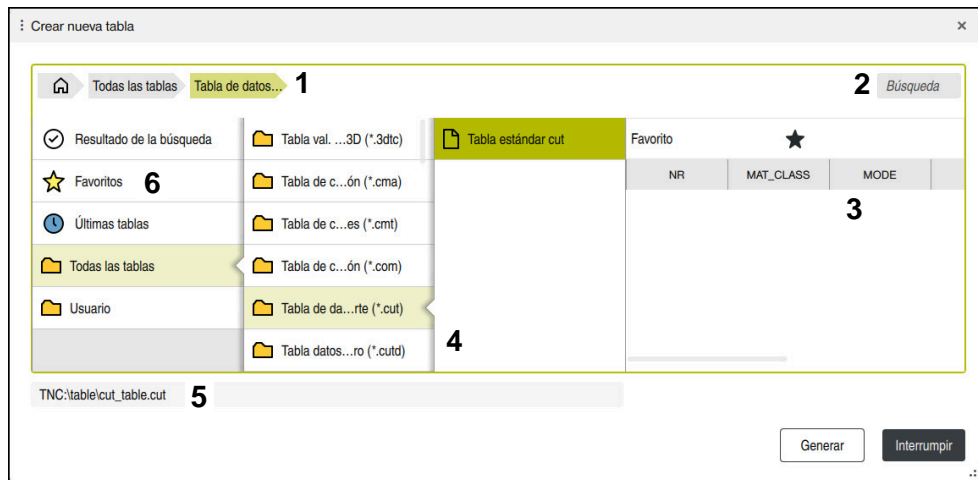 Crear nueva tabla ×
Todas las tablas Tabla de datos... 1 2 Búsqueda
Resultado de la búsqueda Tabla val. ...3D (*.3dtc) Tabla estándar cut Favorito
Favoritos 6 Tabla de c...ón (*.cma) NR MAT_CLASS MODE
3
Últimas tablas Tabla de c...es (*.cmt)
Todas las tablas Tabla de c...ón (*.com)
Usuario Tabla de da...rte (*.cut)
Tabla datos...ro (*.cutd) 4
TNC:\table\cut_table.cut 5
Generar Interrumpir